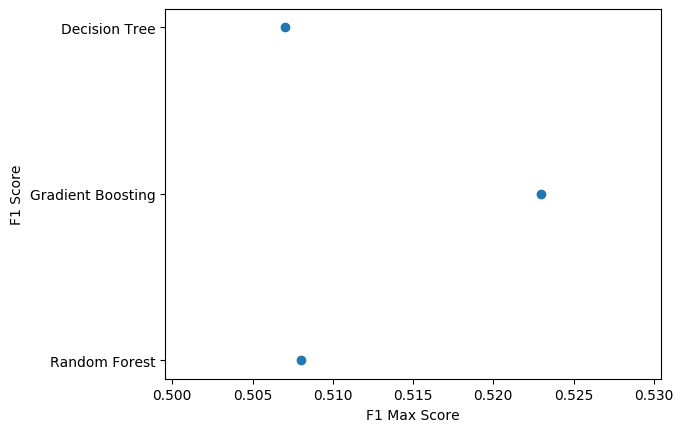 Decision Tree
Gradient Boosting
Random Forest
F1 Score
0.500 0.505 0.510 0.515 0.520 0.525 0.530
F1 Max Score